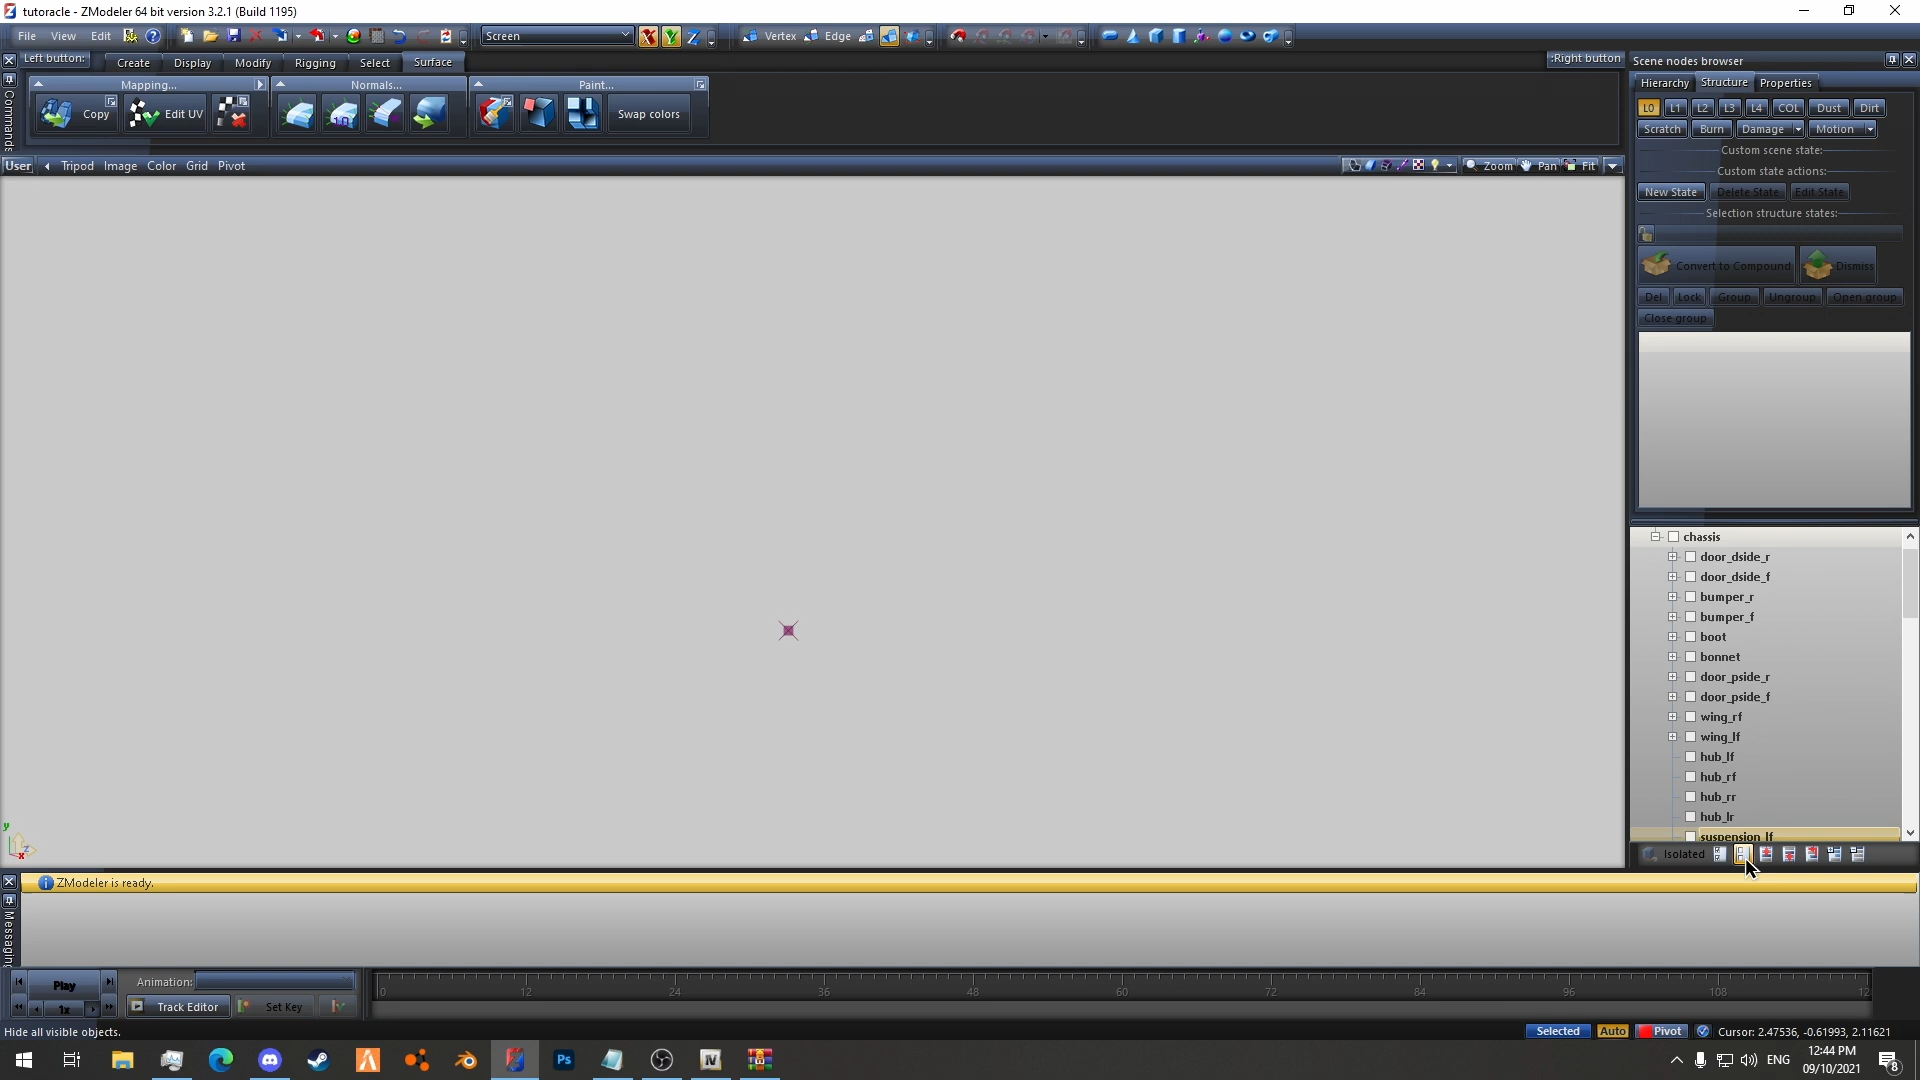 tutoracle - ZModeler 64 bit version 3.2.1 (Build 1195)
File View Edit Screen Vertex Edge
Left button: Create Display Modify Rigging Select Surface :Right button
Mapping... Normals... Paint...
Copy Edit UV Swap colors
Commands
User Tripod Image Color Grid Pivot Zoom Pan Fit
Scene nodes browser
Hierarchy Structure Properties
L0 L1 L2 L3 L4 COL Dust Dirt
Scratch Burn Damage Motion
Custom scene state:
Custom state actions:
New State Delete State Edit State
Selection structure states:
Convert to Compound Dismiss
Del Lock Group Ungroup Open group
Close group
chassis
door_dside_r
door_dside_f
bumper_r
bumper_f
boot
bonnet
door_pside_r
door_pside_f
wing_rf
wing_lf
hub_lf
hub_rf
hub_rr
hub_lr
suspension_lf
Isolated
y
z
x
ZModeler is ready.
Messaging
Play Animation:
1x Track Editor Set Key
0 12 24 36 48 60 72 84 96 108 12
Hide all visible objects. Selected Auto Pivot Cursor: 2.47536, -0.61993, 2.11621
ENG 12:44 PM
09/10/2021
8